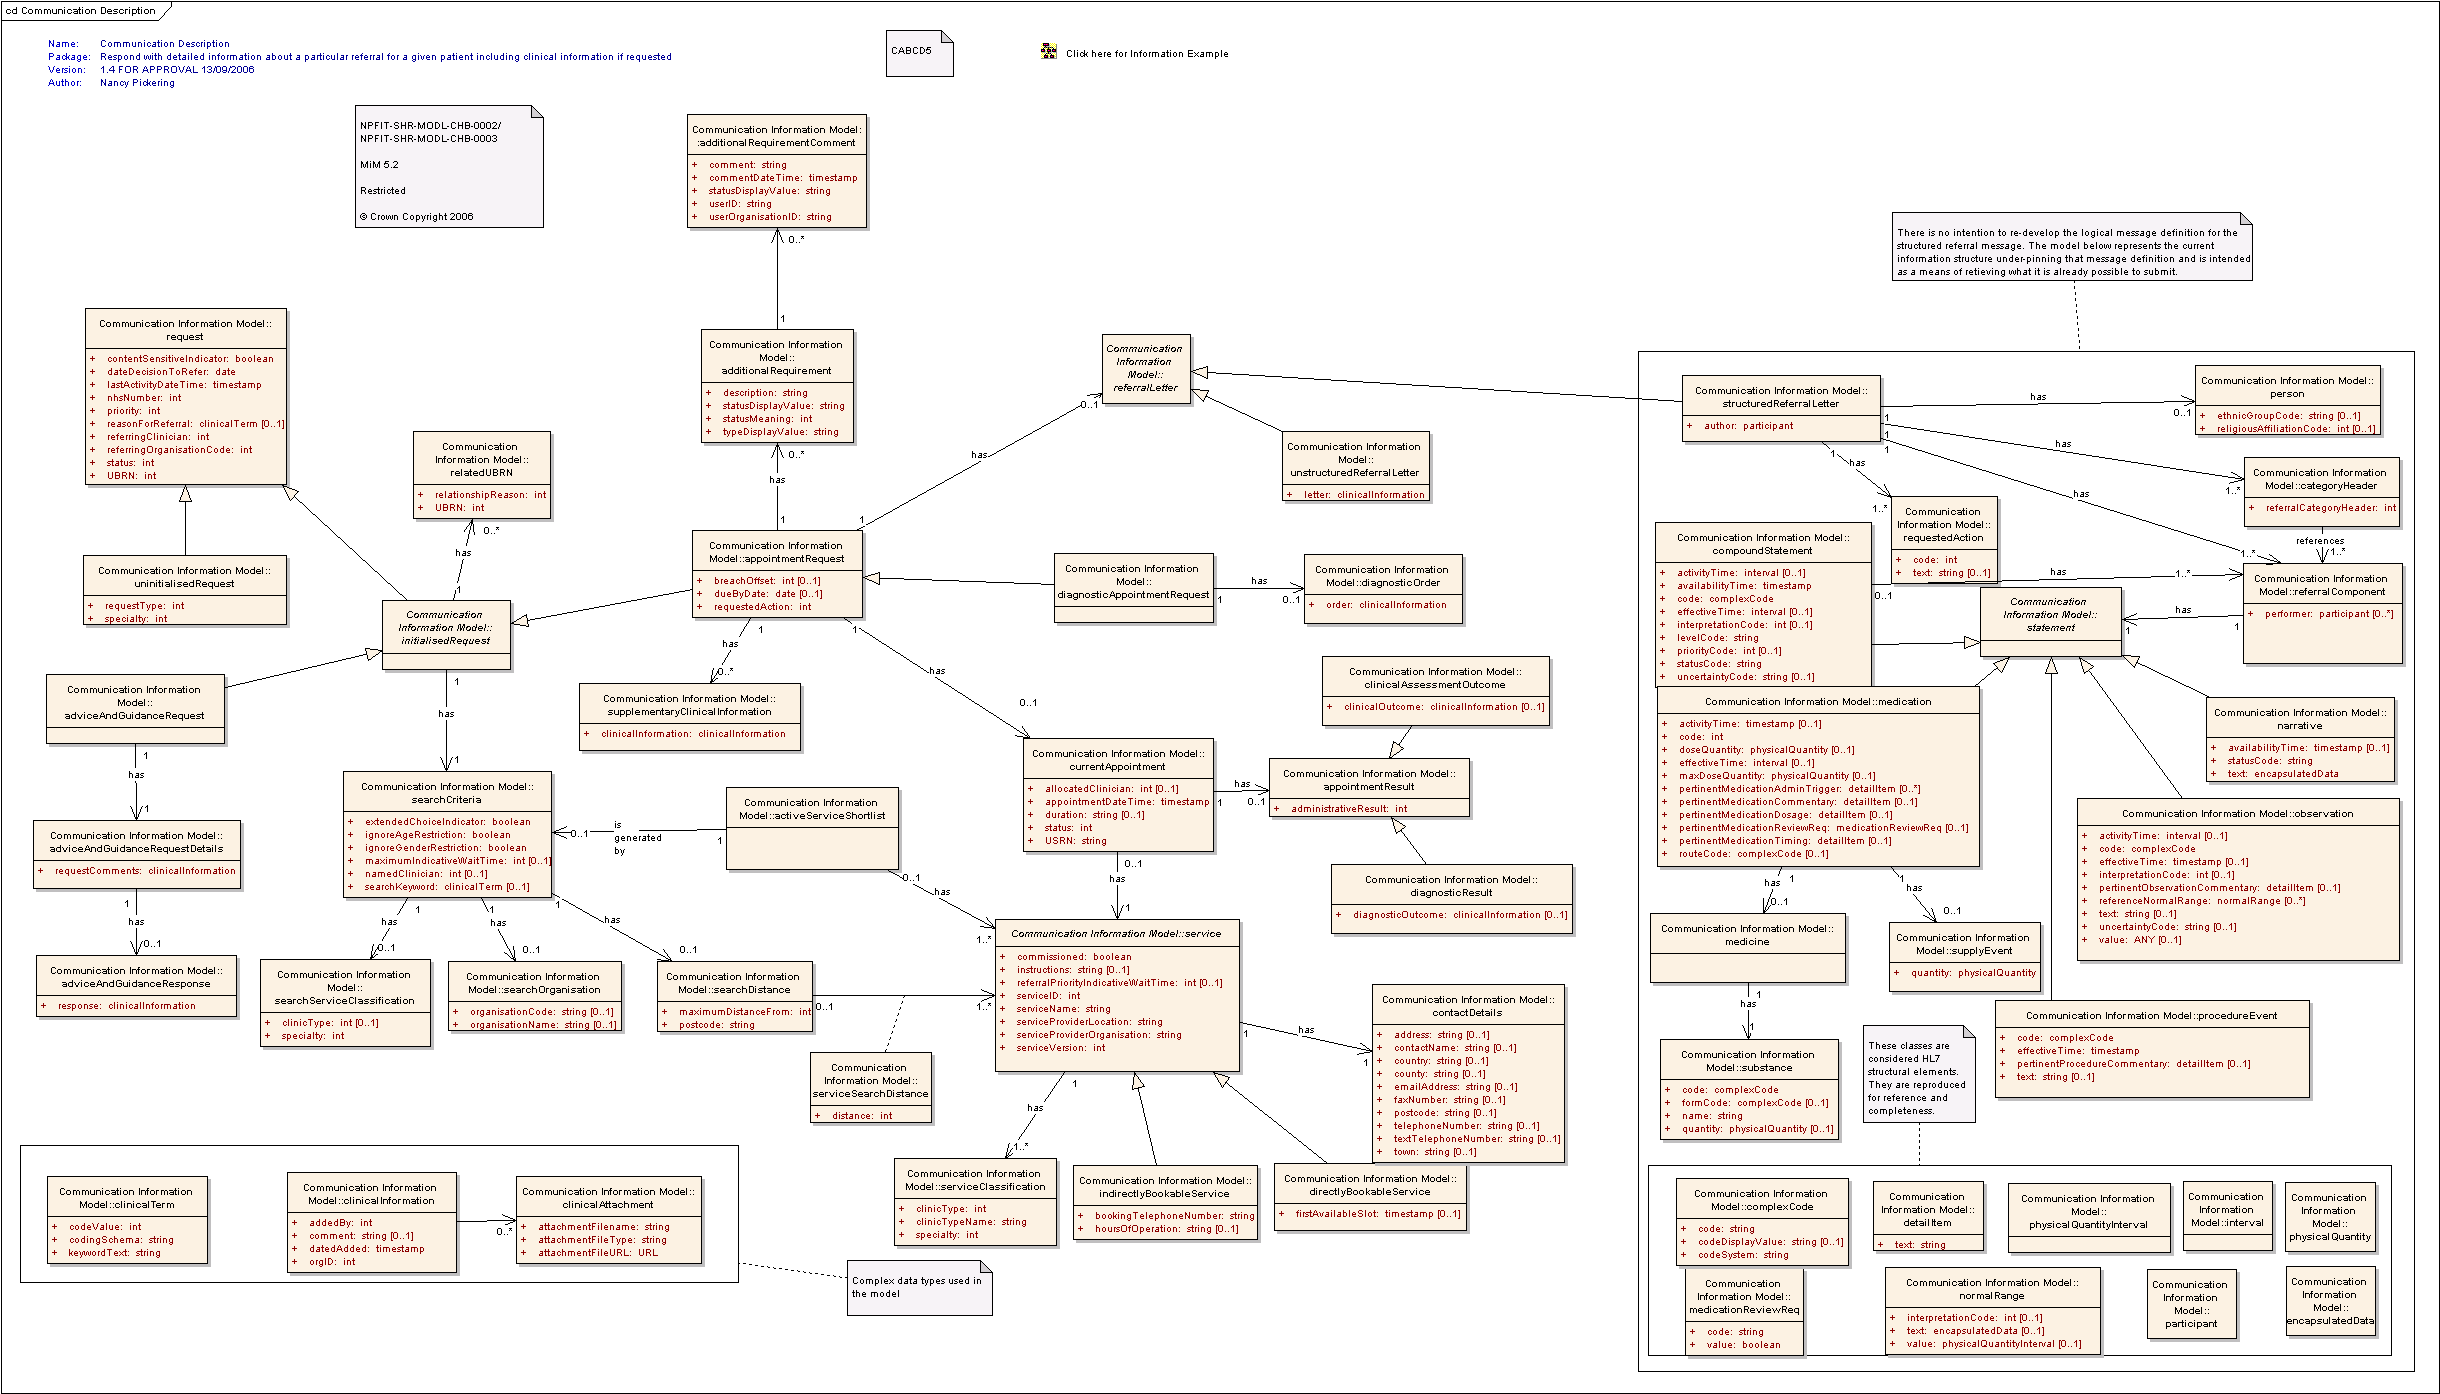 cd Communication Description
Name: Communication Description
Package: Respond with detailed information about a particular referral for a given patient including clinical information if requested
Version: 1.4 FOR APPROVAL 13/09/2006
Author: Nancy Pickering
CABCD5
Click here for Information Example
NPFIT-SHR-MODL-CHB-0002/
NPFIT-SHR-MODL-CHB-0003
MiM 5.2
Restricted
© Crown Copyright 2006
Communication Information Model:
:additionalRequirementComment
+ comment: string
+ commentDateTime: timestamp
+ statusDisplayValue: string
+ userID: string
+ userOrganisationID: string
0..*
1
There is no intention to re-develop the logical message definition for the
structured referral message. The model below represents the current
information structure under-pinning that message definition and is intended
as a means of retieving what it is already possible to submit.
Communication Information Model::
request
+ contentSensitiveIndicator: boolean
+ dateDecisionToRefer: date
+ lastActivityDateTime: timestamp
+ nhsNumber: int
+ priority: int
+ reasonForReferral: clinicalTerm [0..1]
+ referringClinician: int
+ referringOrganisationCode: int
+ status: int
+ UBRN: int
Communication Information
Model::
additionalRequirement
+ description: string
+ statusDisplayValue: string
+ statusMeaning: int
+ typeDisplayValue: string
0..*
has
1
Communication
Information
Model::
referralLetter
0..1
has
1
Communication Information
Model::
unstructuredReferralLetter
+ letter: clinicalInformation
Communication
Information Model::
relatedUBRN
+ relationshipReason: int
+ UBRN: int
0..*
has
1
Communication Information Model::
uninitialisedRequest
+ requestType: int
+ specialty: int
Communication
Information Model::
initialisedRequest
1
has
1
Communication Information
Model::appointmentRequest
+ breachOffset: int [0..1]
+ dueByDate: date [0..1]
+ requestedAction: int
1
has
0..*
1
has
0..1
Communication Information
Model::
diagnosticAppointmentRequest
1
has
0..1
Communication Information
Model::diagnosticOrder
+ order: clinicalInformation
Communication Information
Model::
adviceAndGuidanceRequest
1
has
1
Communication Information Model::
supplementaryClinicalInformation
+ clinicalInformation: clinicalInformation
Communication Information Model::
clinicalAssessmentOutcome
+ clinicalOutcome: clinicalInformation [0..1]
Communication Information Model::
currentAppointment
+ allocatedClinician: int [0..1]
+ appointmentDateTime: timestamp
+ duration: string [0..1]
+ status: int
+ USRN: string
1
has
0..1
Communication Information Model::
appointmentResult
+ administrativeResult: int
0..1
has
1
Communication Information Model::
diagnosticResult
+ diagnosticOutcome: clinicalInformation [0..1]
Communication Information Model::
adviceAndGuidanceRequestDetails
+ requestComments: clinicalInformation
1
has
0..1
Communication Information Model::
adviceAndGuidanceResponse
+ response: clinicalInformation
Communication Information Model::
searchCriteria
+ extendedChoiceIndicator: boolean
+ ignoreAgeRestriction: boolean
+ ignoreGenderRestriction: boolean
+ maximumIndicativeWaitTime: int [0..1]
+ namedClinician: int [0..1]
+ searchKeyword: clinicalTerm [0..1]
0..1
is
generated
by
1
Communication Information
Model::activeServiceShortlist
0..1
has
1..*
1
has
0..1
1
has
0..1
1
has
0..1
Communication Information
Model::
searchServiceClassification
+ clinicType: int [0..1]
+ specialty: int
Communication Information
Model::searchOrganisation
+ organisationCode: string [0..1]
+ organisationName: string [0..1]
Communication Information
Model::searchDistance
+ maximumDistanceFrom: int
+ postcode: string
0..1
1..*
Communication
Information Model::
serviceSearchDistance
+ distance: int
Communication Information Model::service
+ commissioned: boolean
+ instructions: string [0..1]
+ referralPriorityIndicativeWaitTime: int [0..1]
+ serviceID: int
+ serviceName: string
+ serviceProviderLocation: string
+ serviceProviderOrganisation: string
+ serviceVersion: int
1
has
1
1
has
1..*
Communication Information Model::
contactDetails
+ address: string [0..1]
+ contactName: string [0..1]
+ country: string [0..1]
+ county: string [0..1]
+ emailAddress: string [0..1]
+ faxNumber: string [0..1]
+ postcode: string [0..1]
+ telephoneNumber: string [0..1]
+ textTelephoneNumber: string [0..1]
+ town: string [0..1]
Communication Information
Model::serviceClassification
+ clinicType: int
+ clinicTypeName: string
+ specialty: int
Communication Information Model::
indirectlyBookableService
+ bookingTelephoneNumber: string
+ hoursOfOperation: string [0..1]
Communication Information Model::
directlyBookableService
+ firstAvailableSlot: timestamp [0..1]
Communication Information
Model::clinicalTerm
+ codeValue: int
+ codingSchema: string
+ keywordText: string
Communication Information
Model::clinicalInformation
+ addedBy: int
+ comment: string [0..1]
+ datedAdded: timestamp
+ orgID: int
0..*
Communication Information Model::
clinicalAttachment
+ attachmentFilename: string
+ attachmentFileType: string
+ attachmentFileURL: URL
Complex data types used in
the model
Communication Information Model::
structuredReferralLetter
+ author: participant
1
has
0..1
1
has
1..*
1
has
1..*
1
has
1..*
Communication Information Model::
person
+ ethnicGroupCode: string [0..1]
+ religiousAffiliationCode: int [0..1]
Communication Information
Model::categoryHeader
+ referralCategoryHeader: int
references
1..*
Communication
Information Model::
requestedAction
+ code: int
+ text: string [0..1]
Communication Information Model::
compoundStatement
+ activityTime: interval [0..1]
+ availabilityTime: timestamp
+ code: complexCode
+ effectiveTime: interval [0..1]
+ interpretationCode: int [0..1]
+ levelCode: string
+ priorityCode: int [0..1]
+ statusCode: string
+ uncertaintyCode: string [0..1]
0..1
has
1..*
Communication Information
Model::referralComponent
+ performer: participant [0..*]
1
has
1
Communication
Information Model::
statement
Communication Information Model::medication
+ activityTime: timestamp [0..1]
+ code: int
+ doseQuantity: physicalQuantity [0..1]
+ effectiveTime: interval [0..1]
+ maxDoseQuantity: physicalQuantity [0..1]
+ pertinentMedicationAdminTrigger: detailItem [0..*]
+ pertinentMedicationCommentary: detailItem [0..1]
+ pertinentMedicationDosage: detailItem [0..1]
+ pertinentMedicationReviewReq: medicationReviewReq [0..1]
+ pertinentMedicationTiming: detailItem [0..1]
+ routeCode: complexCode [0..1]
Communication Information Model::
narrative
+ availabilityTime: timestamp [0..1]
+ statusCode: string
+ text: encapsulatedData
Communication Information Model::observation
+ activityTime: interval [0..1]
+ code: complexCode
+ effectiveTime: timestamp [0..1]
+ interpretationCode: int [0..1]
+ pertinentObservationCommentary: detailItem [0..1]
+ referenceNormalRange: normalRange [0..*]
+ text: string [0..1]
+ uncertaintyCode: string [0..1]
+ value: ANY [0..1]
1
has
0..1
1
has
0..1
Communication Information Model::
medicine
1
has
1
Communication Information
Model::supplyEvent
+ quantity: physicalQuantity
Communication Information
Model::substance
+ code: complexCode
+ formCode: complexCode [0..1]
+ name: string
+ quantity: physicalQuantity [0..1]
Communication Information Model::procedureEvent
+ code: complexCode
+ effectiveTime: timestamp
+ pertinentProcedureCommentary: detailItem [0..1]
+ text: string [0..1]
These classes are
considered HL7
structural elements.
They are reproduced
for reference and
completeness.
Communication Information
Model::complexCode
+ code: string
+ codeDisplayValue: string [0..1]
+ codeSystem: string
Communication
Information Model::
detailItem
+ text: string
Communication Information
Model::
physicalQuantityInterval
Communication
Information
Model::interval
Communication
Information
Model::
physicalQuantity
Communication
Information Model::
medicationReviewReq
+ code: string
+ value: boolean
Communication Information Model::
normalRange
+ interpretationCode: int [0..1]
+ text: encapsulatedData [0..1]
+ value: physicalQuantityInterval [0..1]
Communication
Information
Model::
participant
Communication
Information
Model::
encapsulatedData